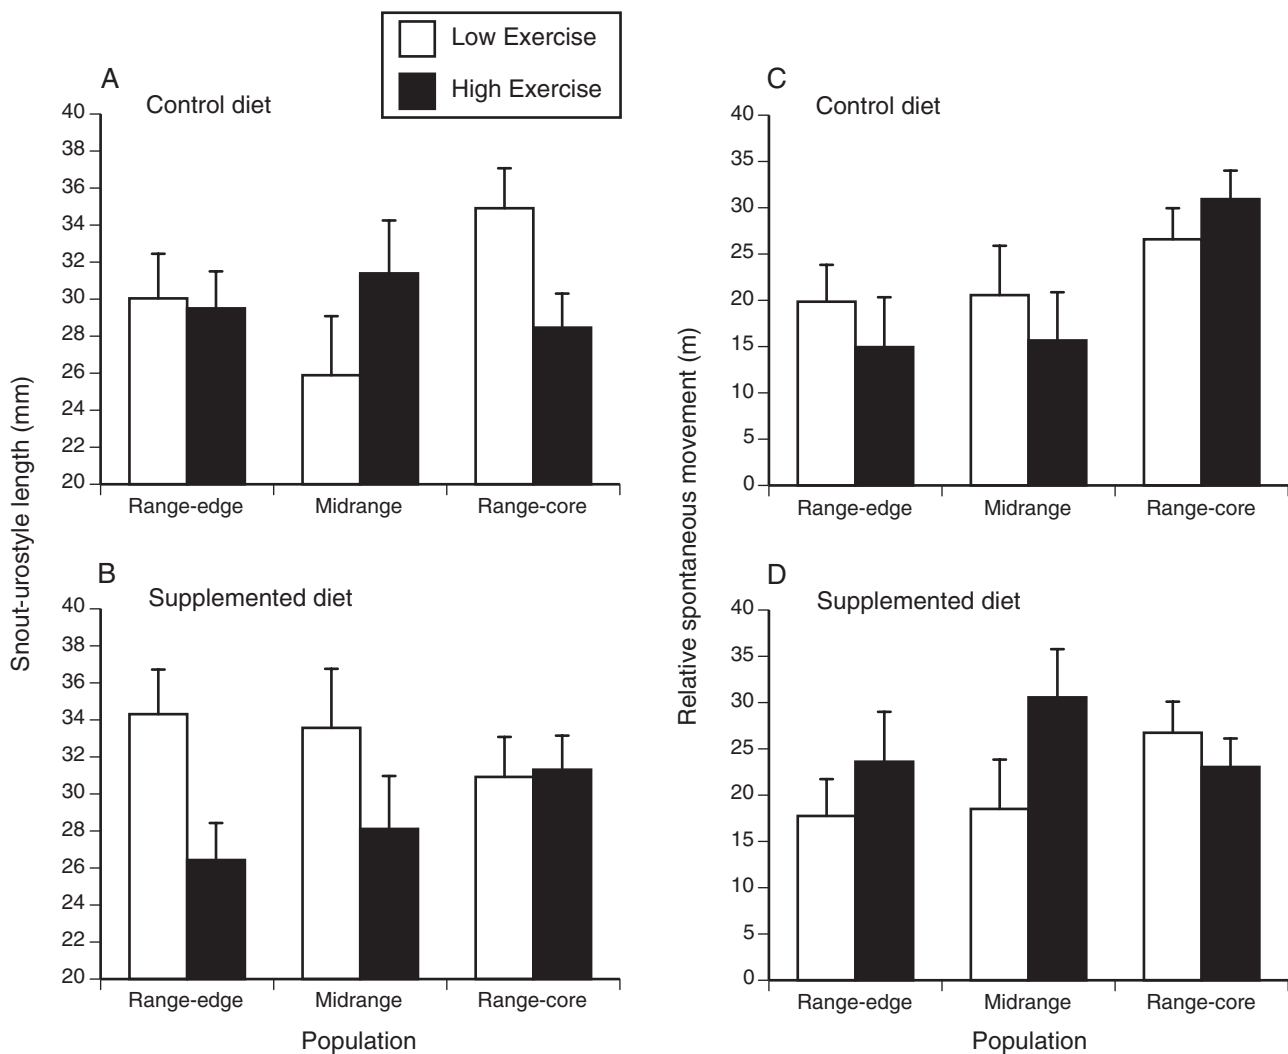 Low Exercise
High Exercise
A
Control diet
40
38
36
34
32
30
28
26
24
22
20
Range-edge Midrange Range-core
Snout-urostyle length (mm)
B
Supplemented diet
40
38
36
34
32
30
28
26
24
22
20
Range-edge Midrange Range-core
Population
C
Control diet
40
35
30
25
20
15
10
5
0
Range-edge Midrange Range-core
Relative spontaneous movement (m)
D
Supplemented diet
40
35
30
25
20
15
10
5
0
Range-edge Midrange Range-core
Population